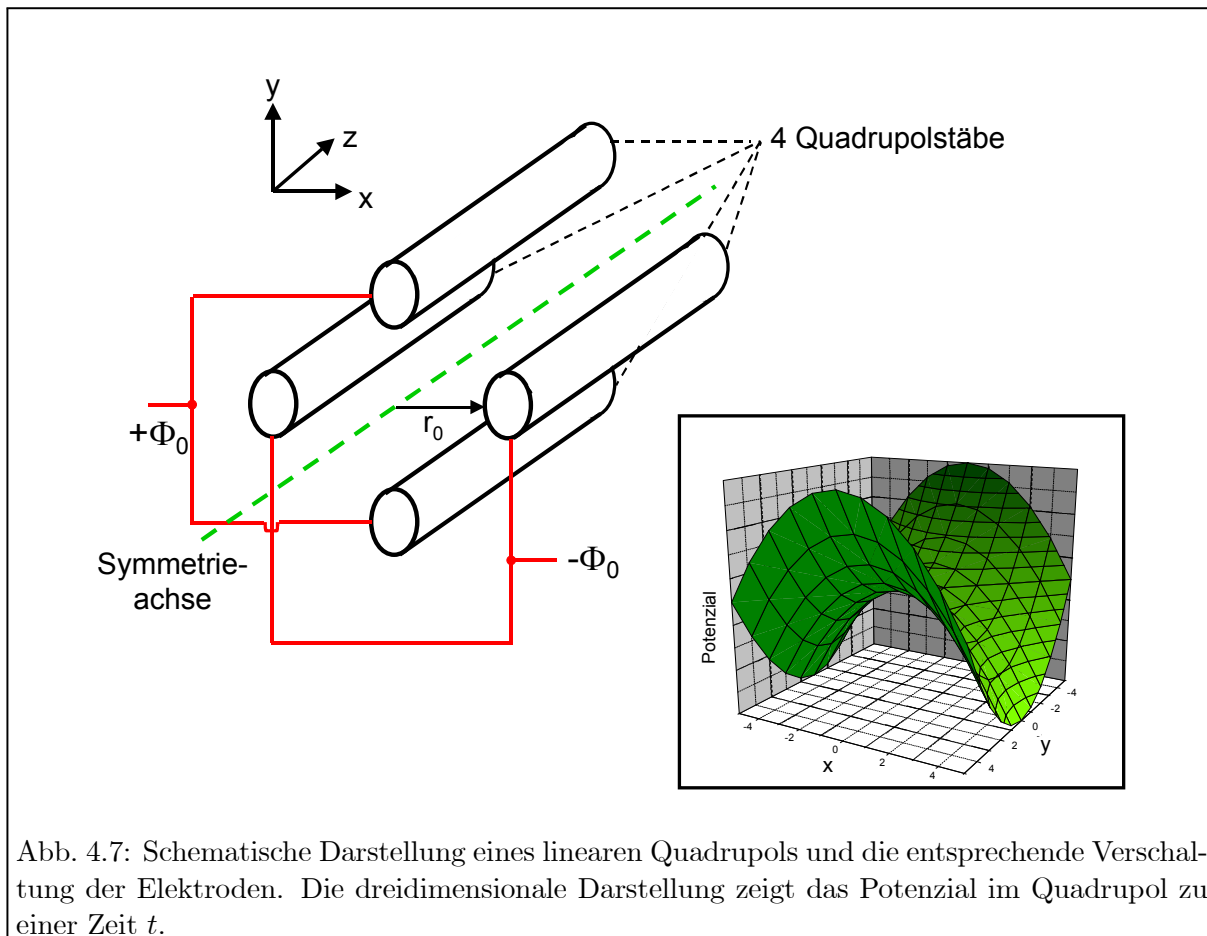 y
z
x
4 Quadrupolstäbe
r₀
+Φ₀
-Φ₀
Symmetrie-
achse
Potenzial
-4
-2
0
2
4
x
-4
-2
0
2
4
y
Abb. 4.7: Schematische Darstellung eines linearen Quadrupols und die entsprechende Verschal-
tung der Elektroden. Die dreidimensionale Darstellung zeigt das Potenzial im Quadrupol zu
einer Zeit t.